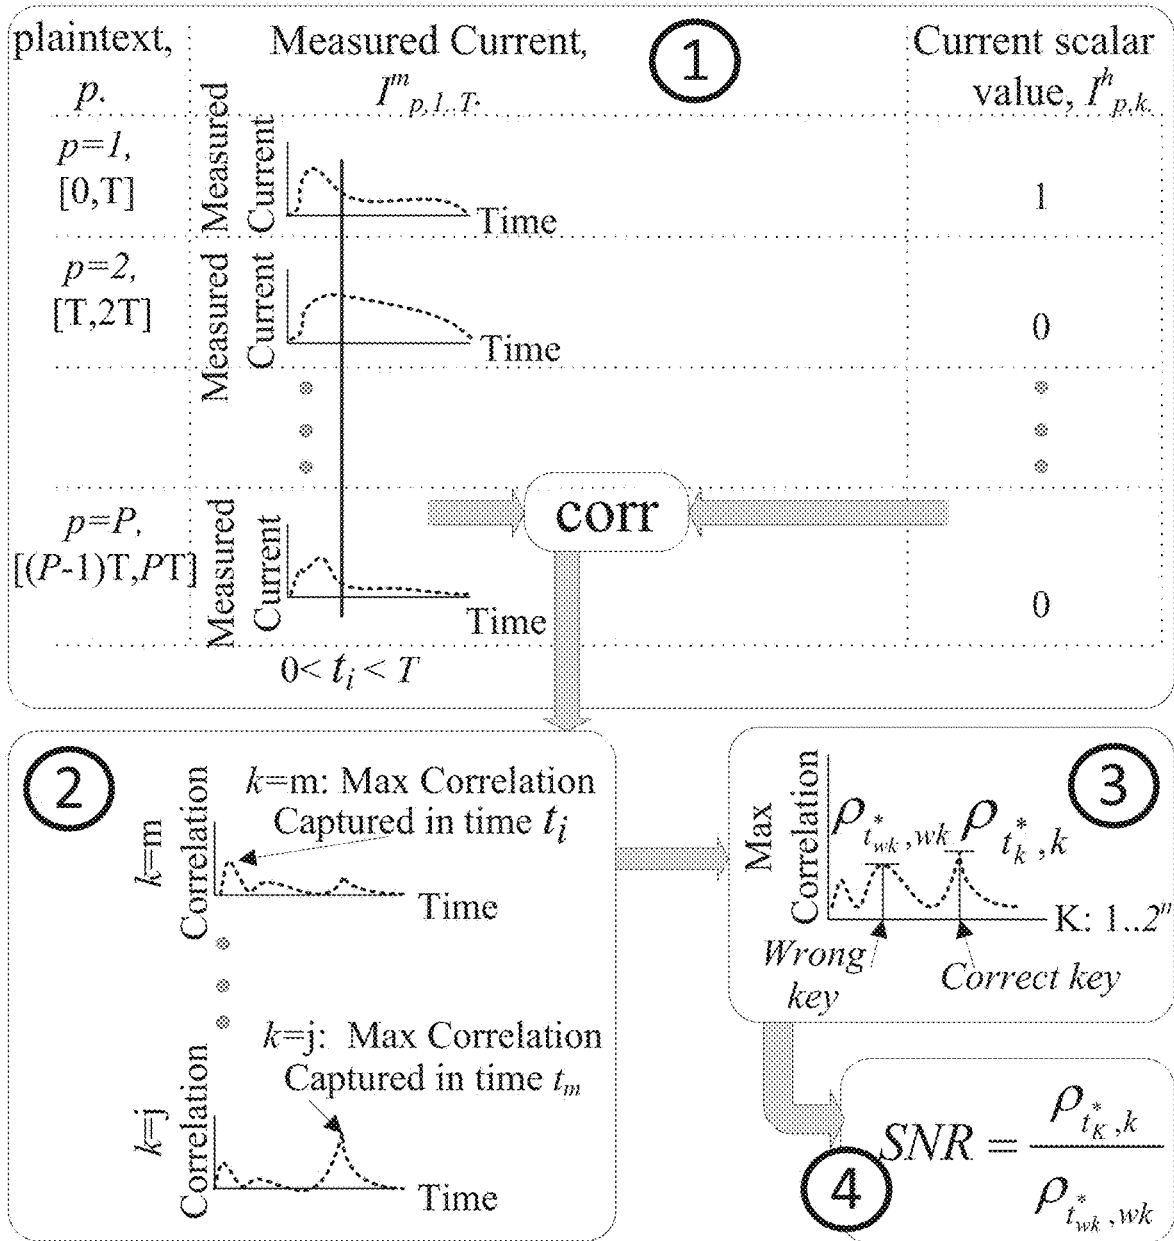 plaintext,
p.
Measured Current,
I^m_{p,1..T.}
1
Current scalar
value, I^h_{p,k.}
p=1,
[0,T]
Measured
Current
Time
1
p=2,
[T,2T]
Measured
Current
Time
0
p=P,
[(P-1)T,PT]
Measured
Current
Time
corr
0
0< t_i < T
2
k=m
Correlation
k=m: Max Correlation
Captured in time t_i
Time
k=j
Correlation
k=j: Max Correlation
Captured in time t_m
Time
3
Max
Correlation
ρ_{t^*_{wk},wk} ρ_{t^*_k,k}
K: 1..2^n
Wrong
key
Correct key
4
SNR = ρ_{t^*_K,k} / ρ_{t^*_{wk},wk}